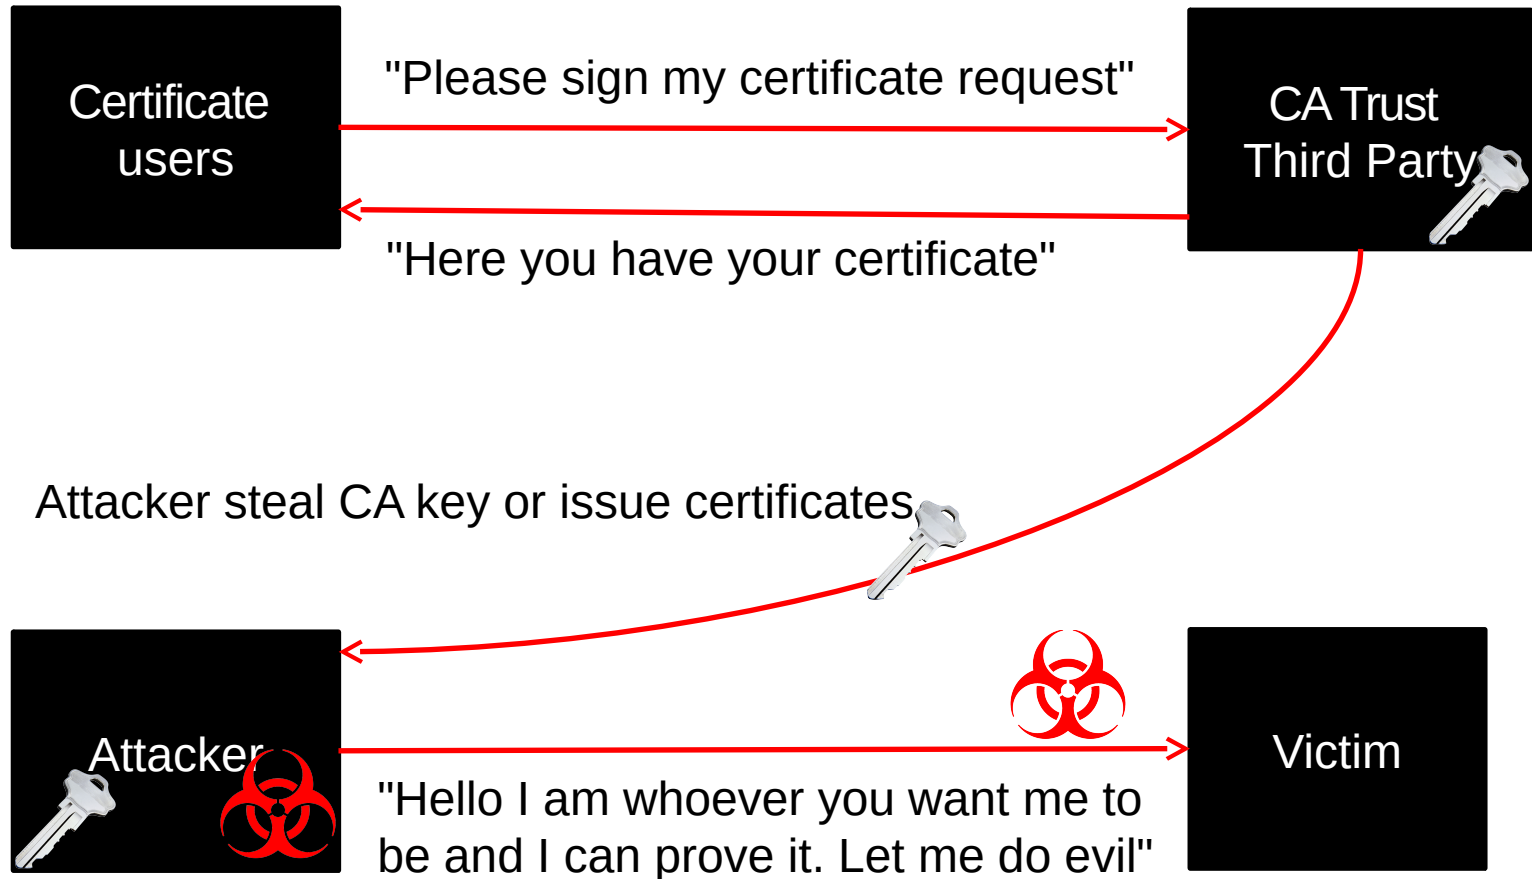 Certificate
users
"Please sign my certificate request"
CA Trust
Third Party
"Here you have your certificate"
Attacker steal CA key or issue certificates
Attacker
"Hello I am whoever you want me to
be and I can prove it. Let me do evil"
Victim